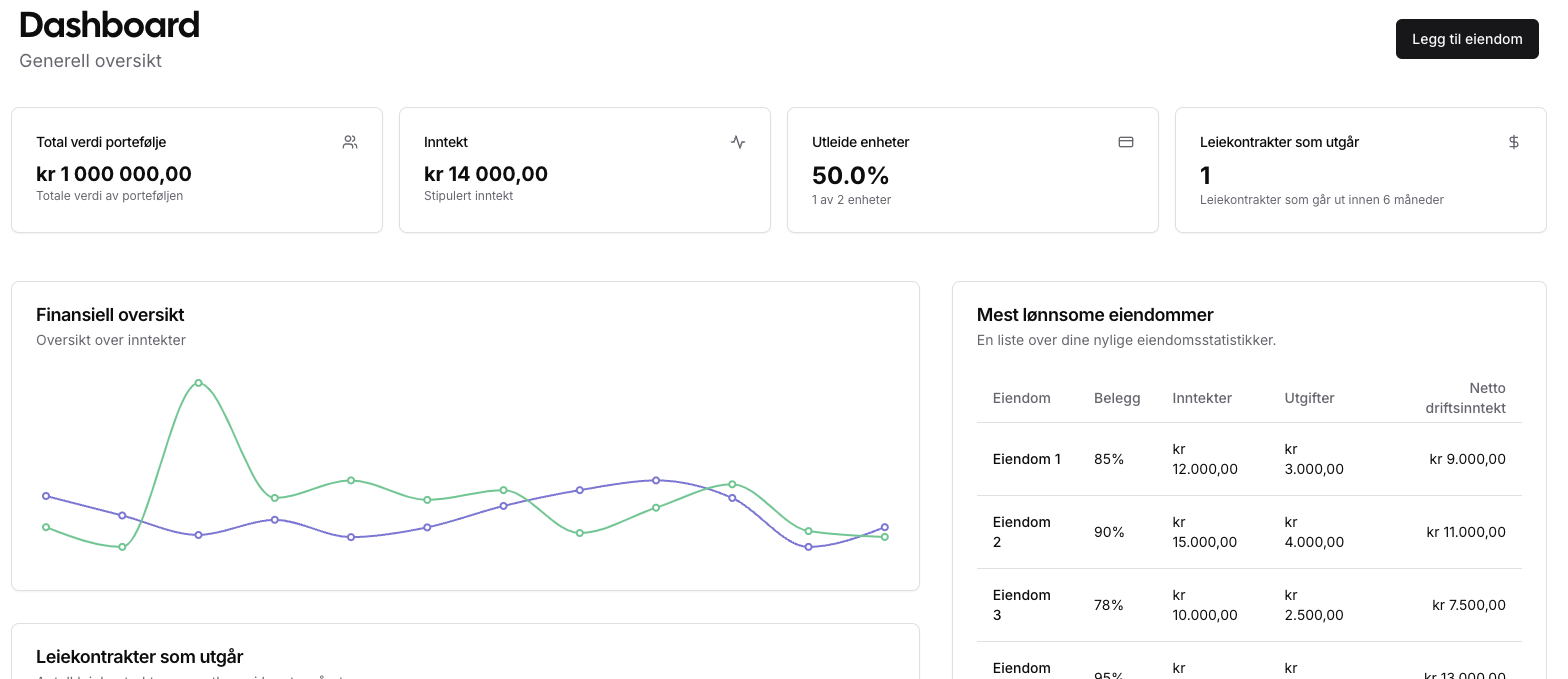 Dashboard
Generell oversikt
Legg til eiendom
Total verdi portefølje
kr 1 000 000,00
Totale verdi av porteføljen
Inntekt
kr 14 000,00
Stipulert inntekt
Utleide enheter
50.0%
1 av 2 enheter
Leiekontrakter som utgår
1
Leiekontrakter som går ut innen 6 måneder
Finansiell oversikt
Oversikt over inntekter
Mest lønnsome eiendommer
En liste over dine nylige eiendomsstatistikker.
Eiendom Belegg Inntekter Utgifter Netto
driftsinntekt
Eiendom 1 85% kr
12.000,00 kr
3.000,00 kr 9.000,00
Eiendom
2 90% kr
15.000,00 kr
4.000,00 kr 11.000,00
Eiendom
3 78% kr
10.000,00 kr
2.500,00 kr 7.500,00
Eiendom
95% kr
kr
kr 13.000,00
Leiekontrakter som utgår